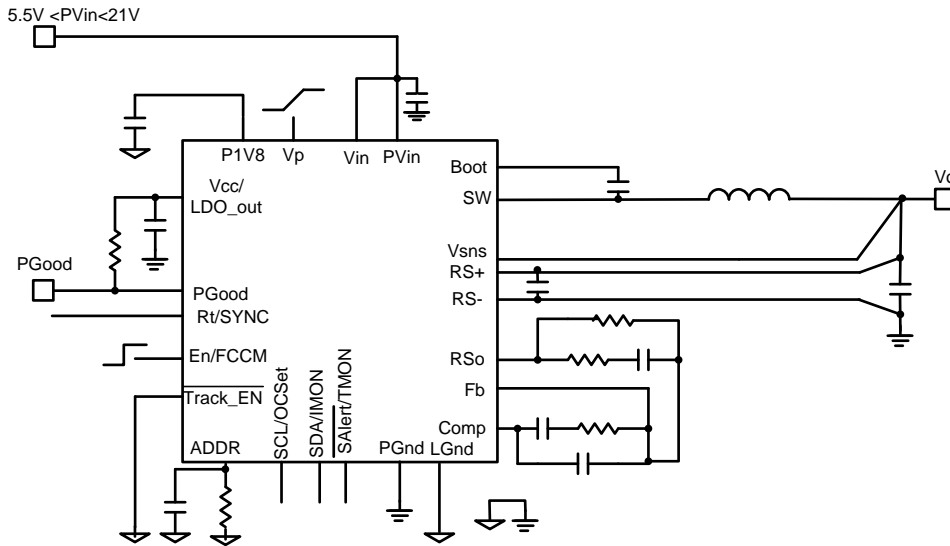 5.5V <PVin<21V
P1V8
Vp
Vin
PVin
Boot
Vcc/
LDO_out
SW
Vsns
RS+
PGood
PGood
RS-
Rt/SYNC
En/FCCM
RSo
Track_EN
Fb
Comp
ADDR
SCL/OCSet
SDA/IMON
SAlert/TMON
PGnd
LGnd